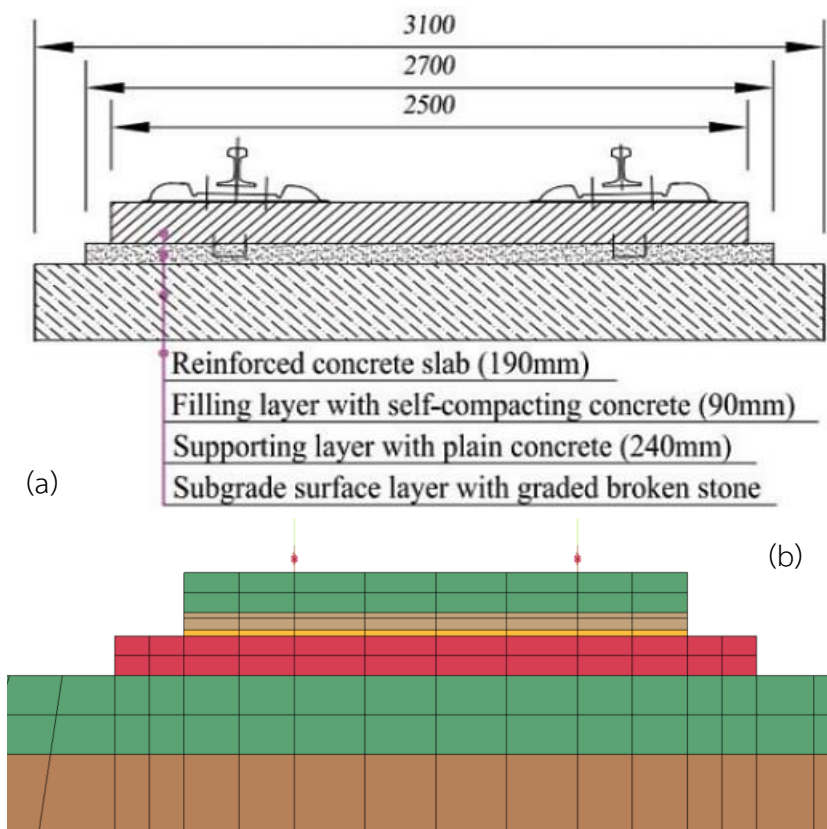 3100
2700
2500
Reinforced concrete slab (190mm)
Filling layer with self-compacting concrete (90mm)
Supporting layer with plain concrete (240mm)
(a)
Subgrade surface layer with graded broken stone
(b)